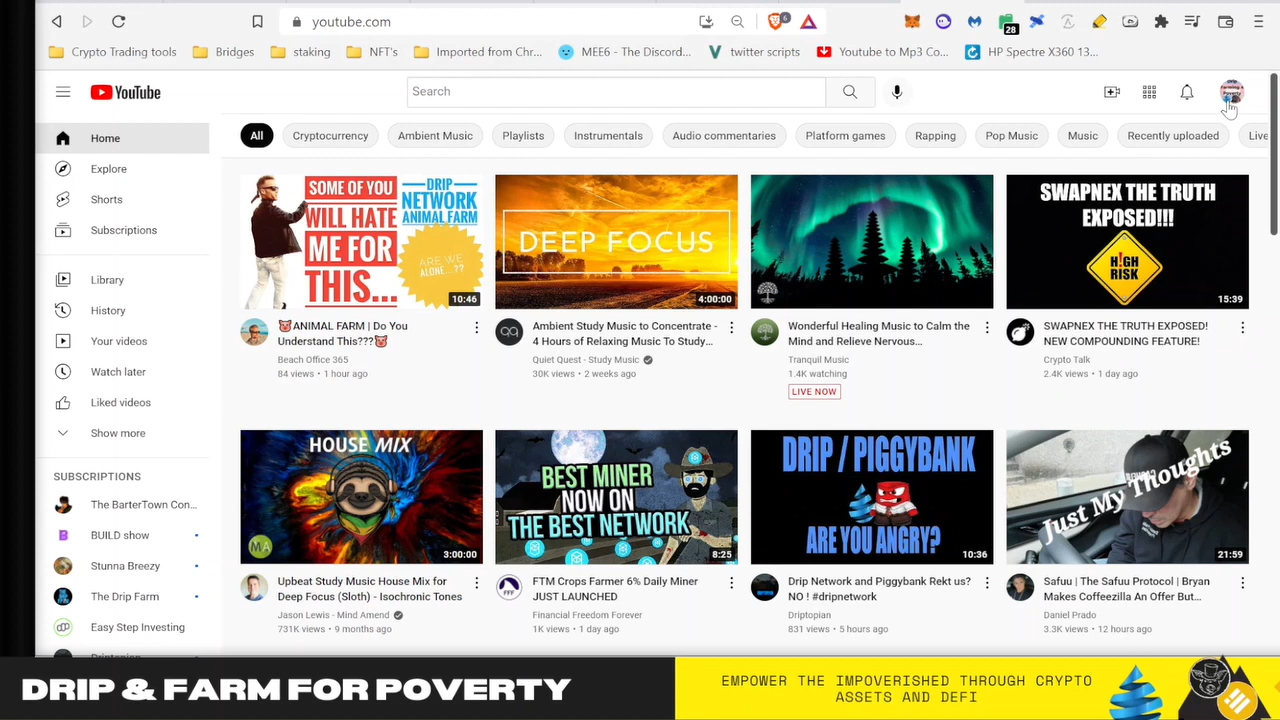 youtube.com
6
28
Crypto Trading tools
Bridges
staking
NFT's
Imported from Chr...
MEE6 - The Discord...
twitter scripts
Youtube to Mp3 Co...
HP Spectre X360 13...
YouTube
Search
All
Cryptocurrency
Ambient Music
Playlists
Instrumentals
Audio commentaries
Platform games
Rapping
Pop Music
Music
Recently uploaded
Live
Home
Explore
Shorts
Subscriptions
Library
History
Your videos
Watch later
Liked videos
Show more
SUBSCRIPTIONS
The BarterTown Con...
BUILD show
Stunna Breezy
The Drip Farm
Easy Step Investing
SOME OF YOU
WILL HATE
ME FOR
THIS...
DRIP
NETWORK
ANIMAL FARM
ARE WE
ALONE...??
10:46
ANIMAL FARM | Do You
Understand This???
Beach Office 365
84 views • 1 hour ago
DEEP FOCUS
4:00:00
Ambient Study Music to Concentrate -
4 Hours of Relaxing Music To Study...
Quiet Quest - Study Music
30K views • 2 weeks ago
Wonderful Healing Music to Calm the
Mind and Relieve Nervous...
Tranquil Music
1.4K watching
LIVE NOW
SWAPNEX THE TRUTH
EXPOSED!!!
H!GH
RISK
15:39
SWAPNEX THE TRUTH EXPOSED!
NEW COMPOUNDING FEATURE!
Crypto Talk
2.4K views • 1 day ago
HOUSE MIX
MA
3:00:00
Upbeat Study Music House Mix for
Deep Focus (Sloth) - Isochronic Tones
Jason Lewis - Mind Amend
731K views • 9 months ago
BEST MINER
NOW ON
THE BEST NETWORK
8:25
FFF
FTM Crops Farmer 6% Daily Miner
JUST LAUNCHED
Financial Freedom Forever
1K views • 1 day ago
DRIP / PIGGYBANK
ARE YOU ANGRY?
10:36
Drip Network and Piggybank Rekt us?
NO ! #dripnetwork
Driptopian
831 views • 5 hours ago
Just My Thoughts
21:59
Safuu | The Safuu Protocol | Bryan
Makes Coffeezilla An Offer But...
Daniel Prado
3.3K views • 12 hours ago
DRIP & FARM FOR POVERTY
EMPOWER THE IMPOVERISHED THROUGH CRYPTO
ASSETS AND DEFI